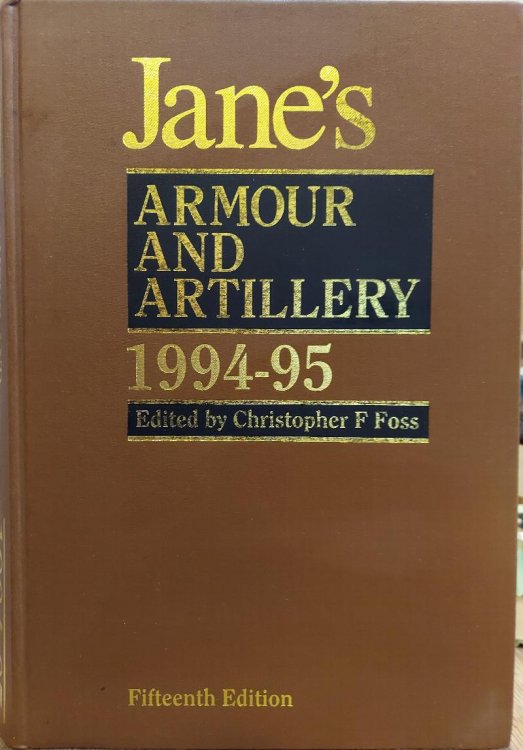 Jane's
ARMOUR
AND
ARTILLERY
1994-95
Edited by Christopher F Foss
Fifteenth Edition